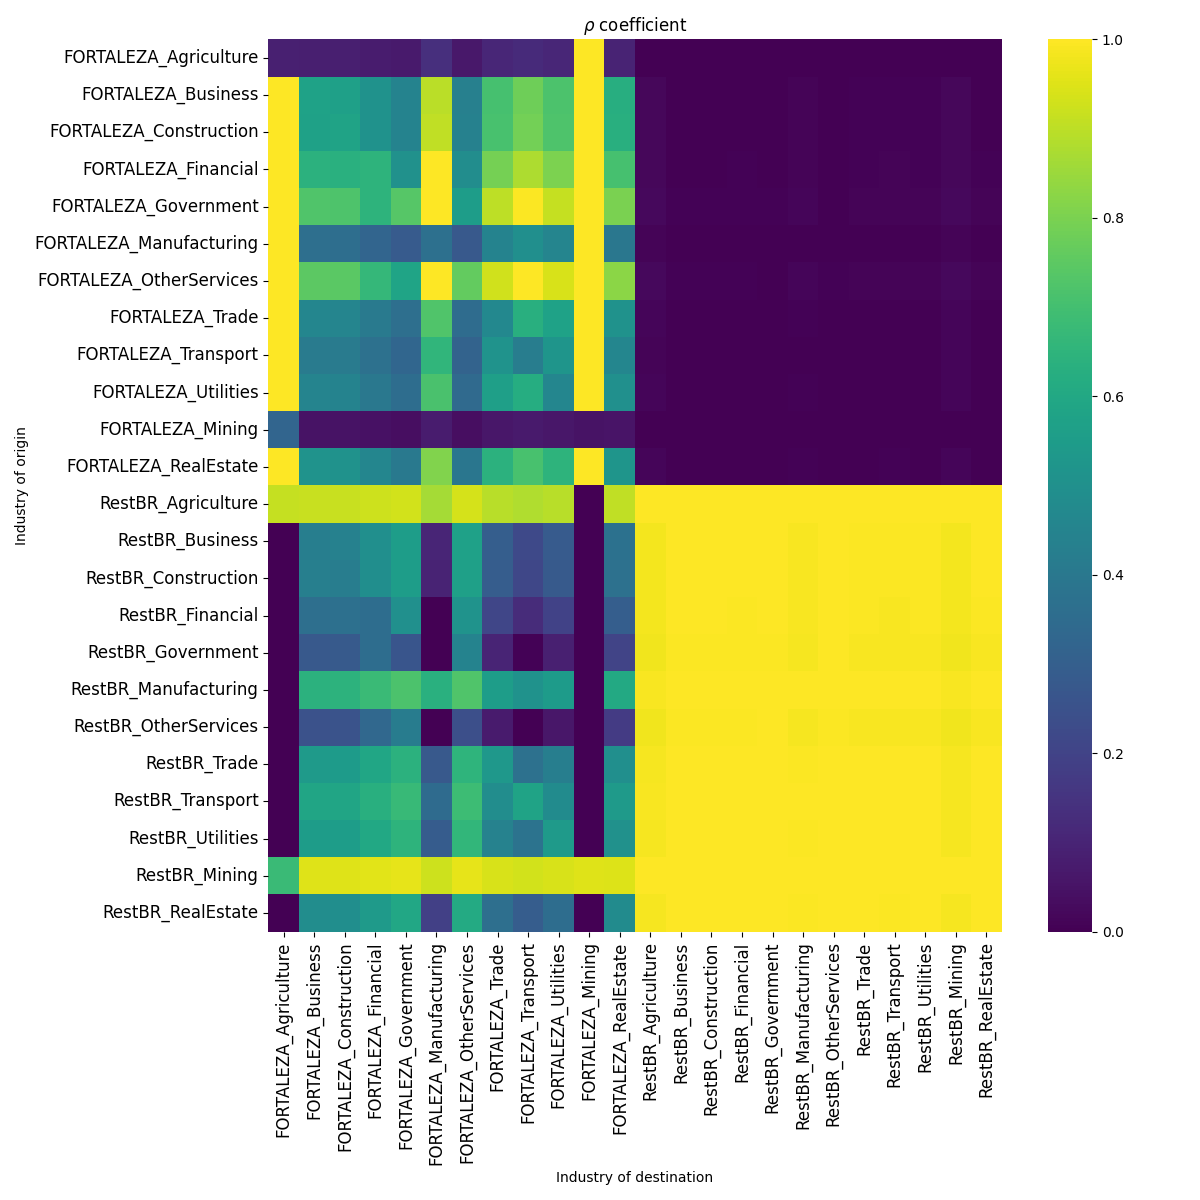 ρ coefficient
FORTALEZA_Agriculture
FORTALEZA_Business
FORTALEZA_Construction
FORTALEZA_Financial
FORTALEZA_Government
FORTALEZA_Manufacturing
FORTALEZA_OtherServices
FORTALEZA_Trade
FORTALEZA_Transport
FORTALEZA_Utilities
FORTALEZA_Mining
FORTALEZA_RealEstate
RestBR_Agriculture
RestBR_Business
RestBR_Construction
RestBR_Financial
RestBR_Government
RestBR_Manufacturing
RestBR_OtherServices
RestBR_Trade
RestBR_Transport
RestBR_Utilities
RestBR_Mining
RestBR_RealEstate
Industry of origin
FORTALEZA_Agriculture
FORTALEZA_Business
FORTALEZA_Construction
FORTALEZA_Financial
FORTALEZA_Government
FORTALEZA_Manufacturing
FORTALEZA_OtherServices
FORTALEZA_Trade
FORTALEZA_Transport
FORTALEZA_Utilities
FORTALEZA_Mining
FORTALEZA_RealEstate
RestBR_Agriculture
RestBR_Business
RestBR_Construction
RestBR_Financial
RestBR_Government
RestBR_Manufacturing
RestBR_OtherServices
RestBR_Trade
RestBR_Transport
RestBR_Utilities
RestBR_Mining
RestBR_RealEstate
Industry of destination
1.0
0.8
0.6
0.4
0.2
0.0